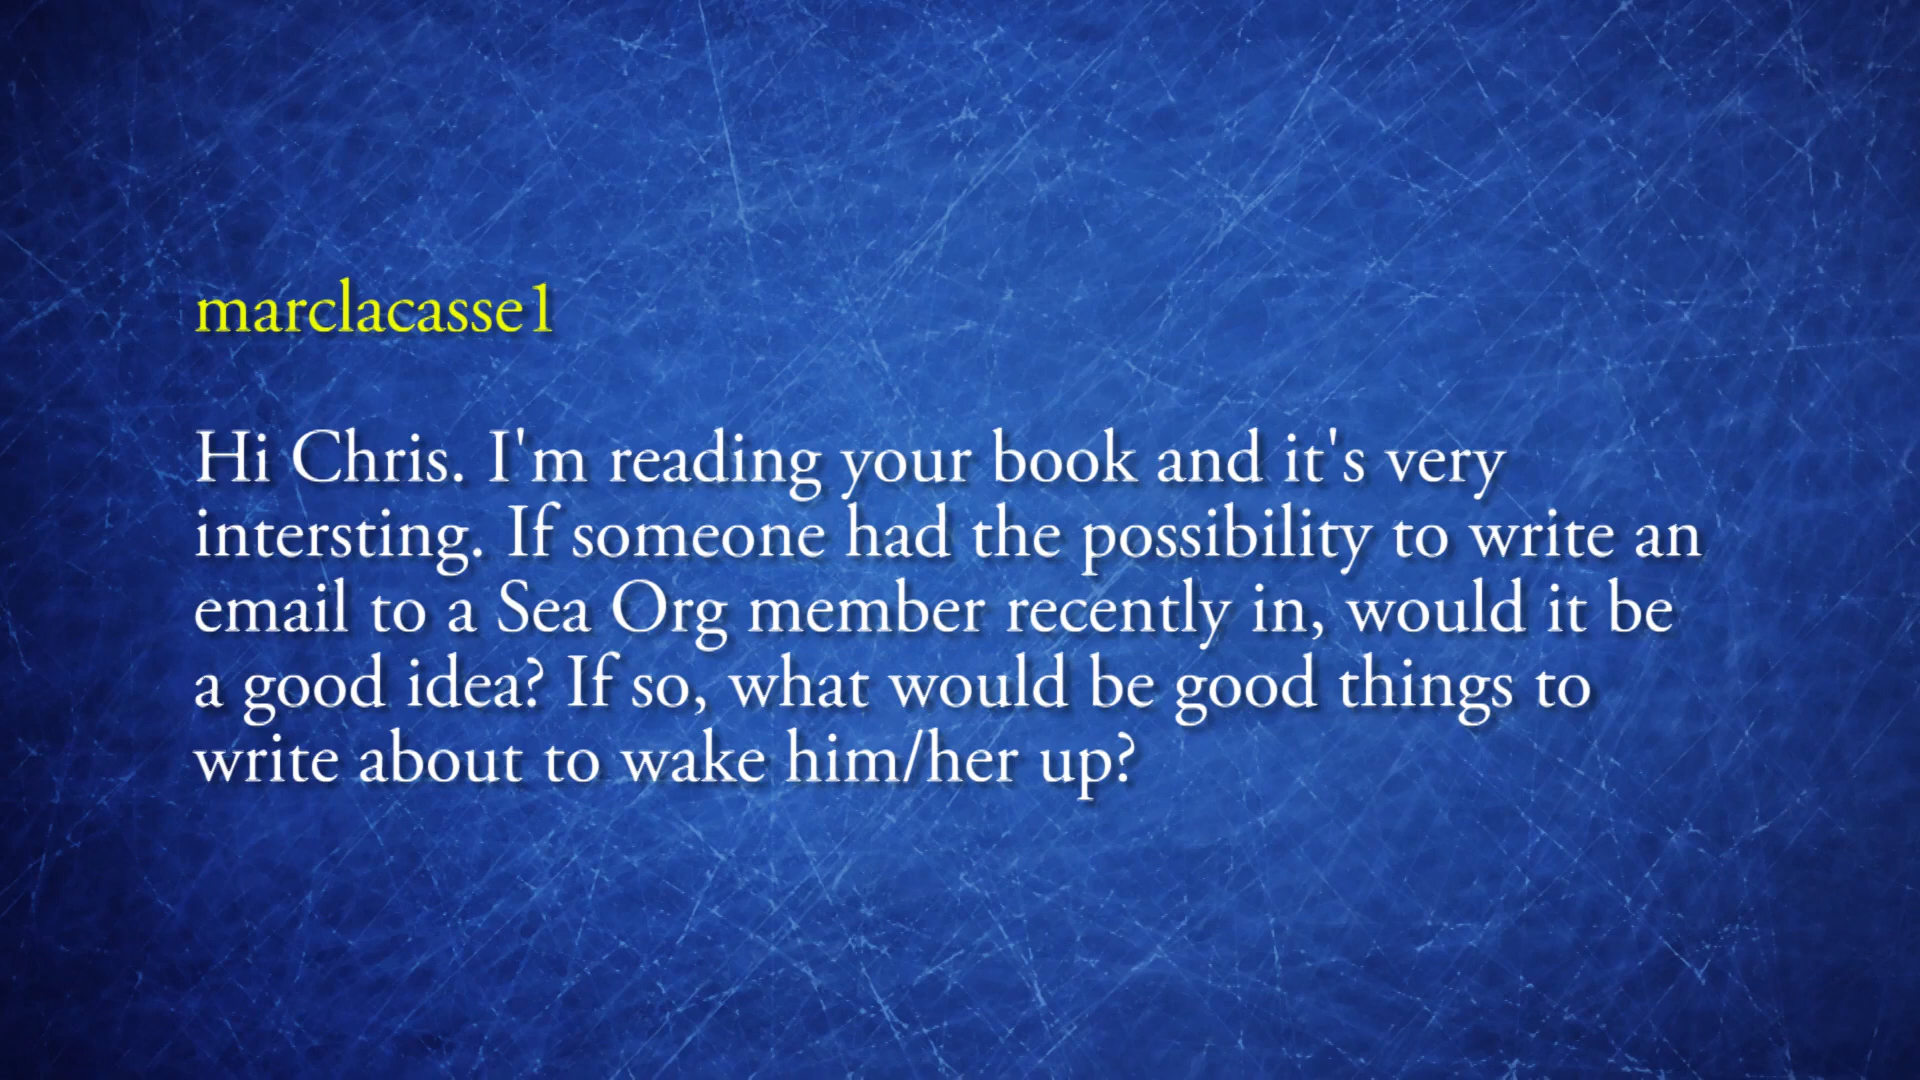 marclacasse1
Hi Chris. I'm reading your book and it's very
intersting. If someone had the possibility to write an
email to a Sea Org member recently in, would it be
a good idea? If so, what would be good things to
write about to wake him/her up?